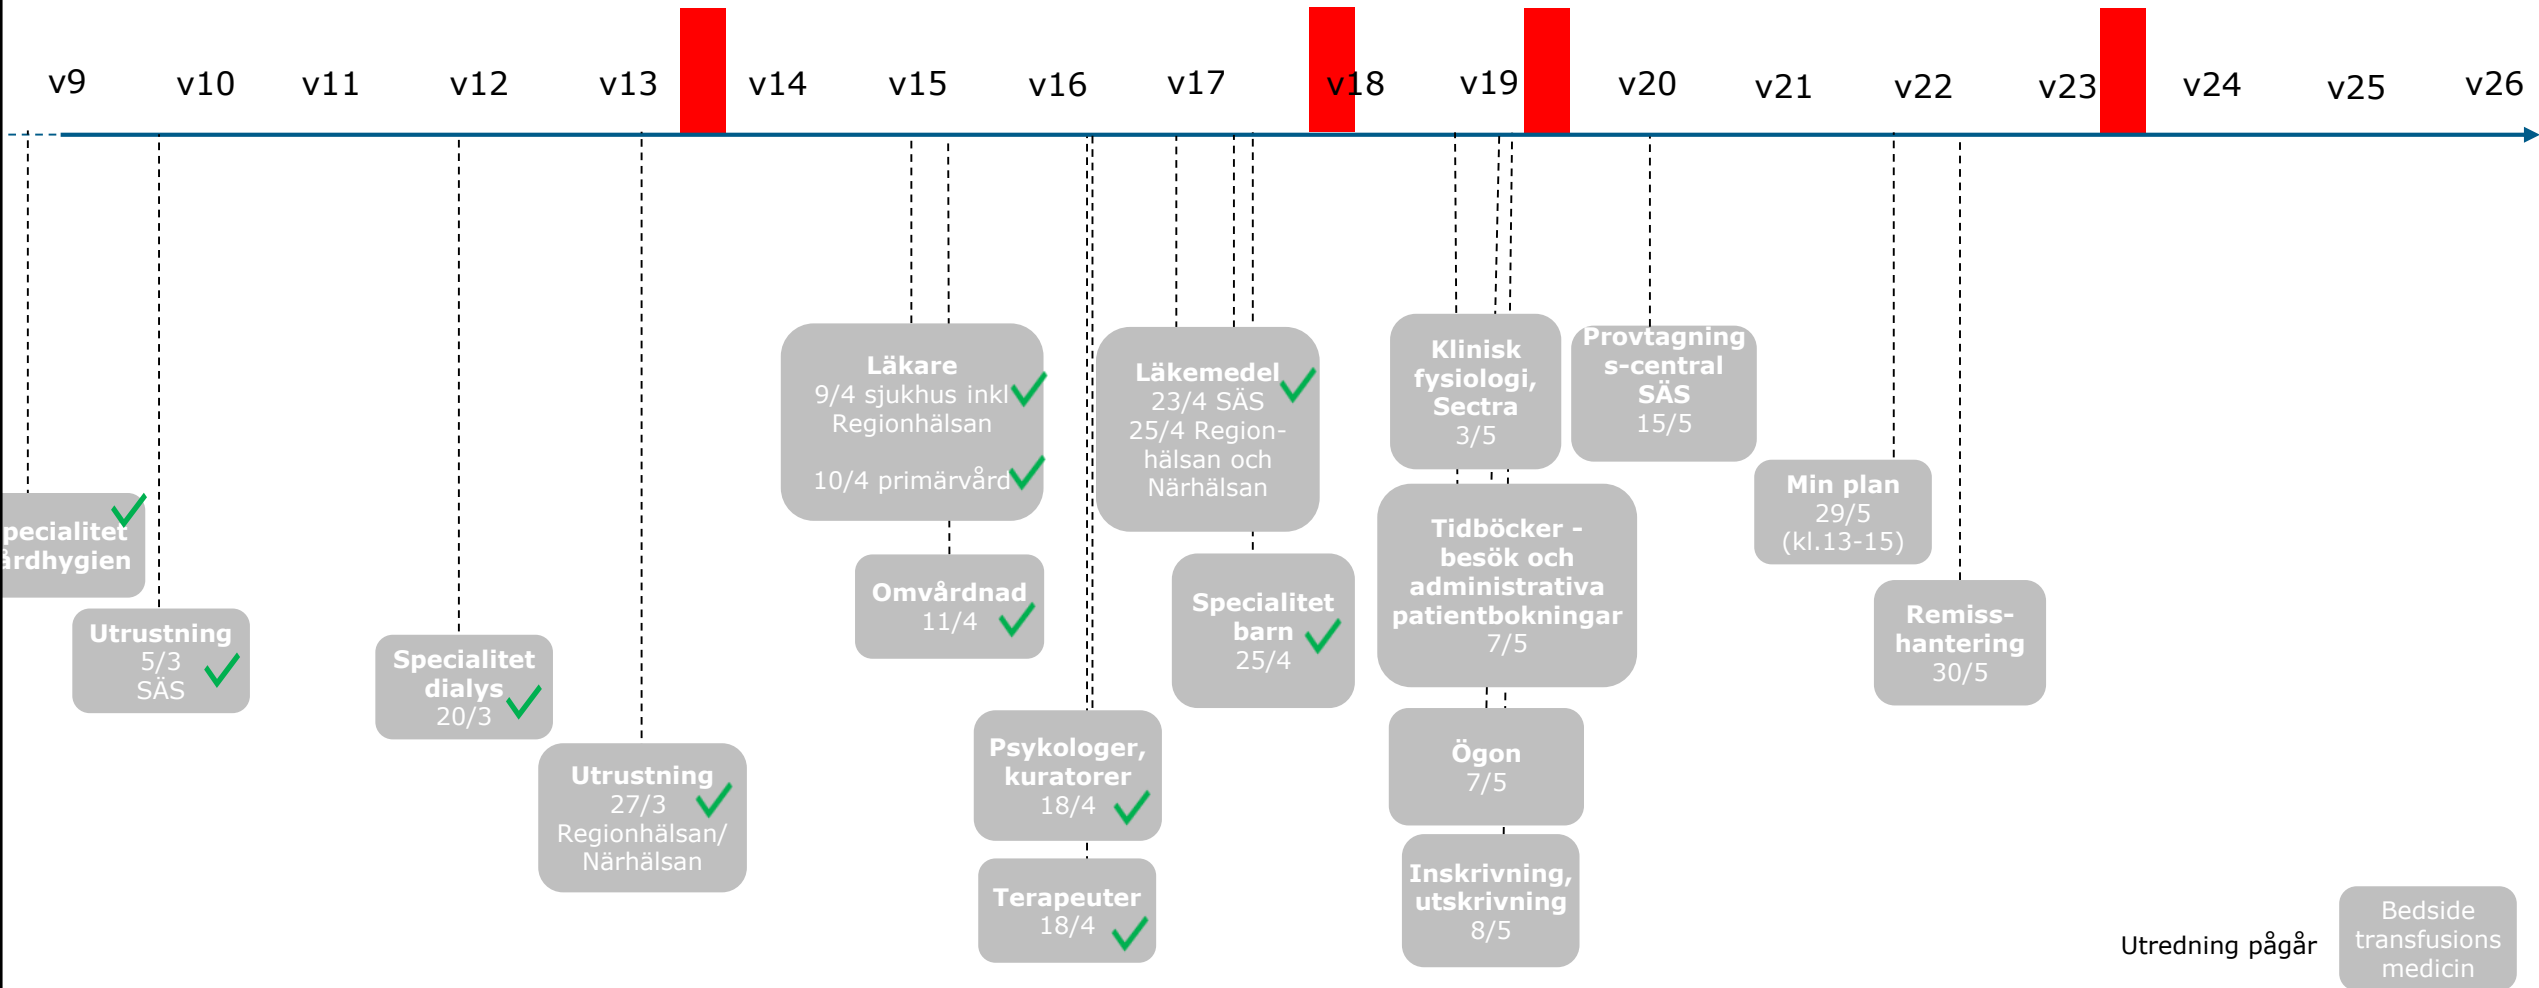 v9
v10
v11
v12
v13
v14
v15
v16
v17
v18
v19
v20
v21
v22
v23
v24
v25
v26
pecialitet
årdhygien
Utrustning
5/3
SÄS
Specialitet
dialys
20/3
Utrustning
27/3
Regionhälsan/
Närhälsan
Läkare
9/4 sjukhus inkl
Regionhälsan
10/4 primärvård
Omvårdnad
11/4
Psykologer,
kuratorer
18/4
Terapeuter
18/4
Läkemedel
23/4 SÄS
25/4 Region-
hälsan och
Närhälsan
Specialitet
barn
25/4
Klinisk
fysiologi,
Sectra
3/5
Tidböcker -
besök och
administrativa
patientbokningar
7/5
Ögon
7/5
Inskrivning,
utskrivning
8/5
Provtagning
s-central
SÄS
15/5
Min plan
29/5
(kl.13-15)
Remiss-
hantering
30/5
Utredning pågår
Bedside
transfusions
medicin